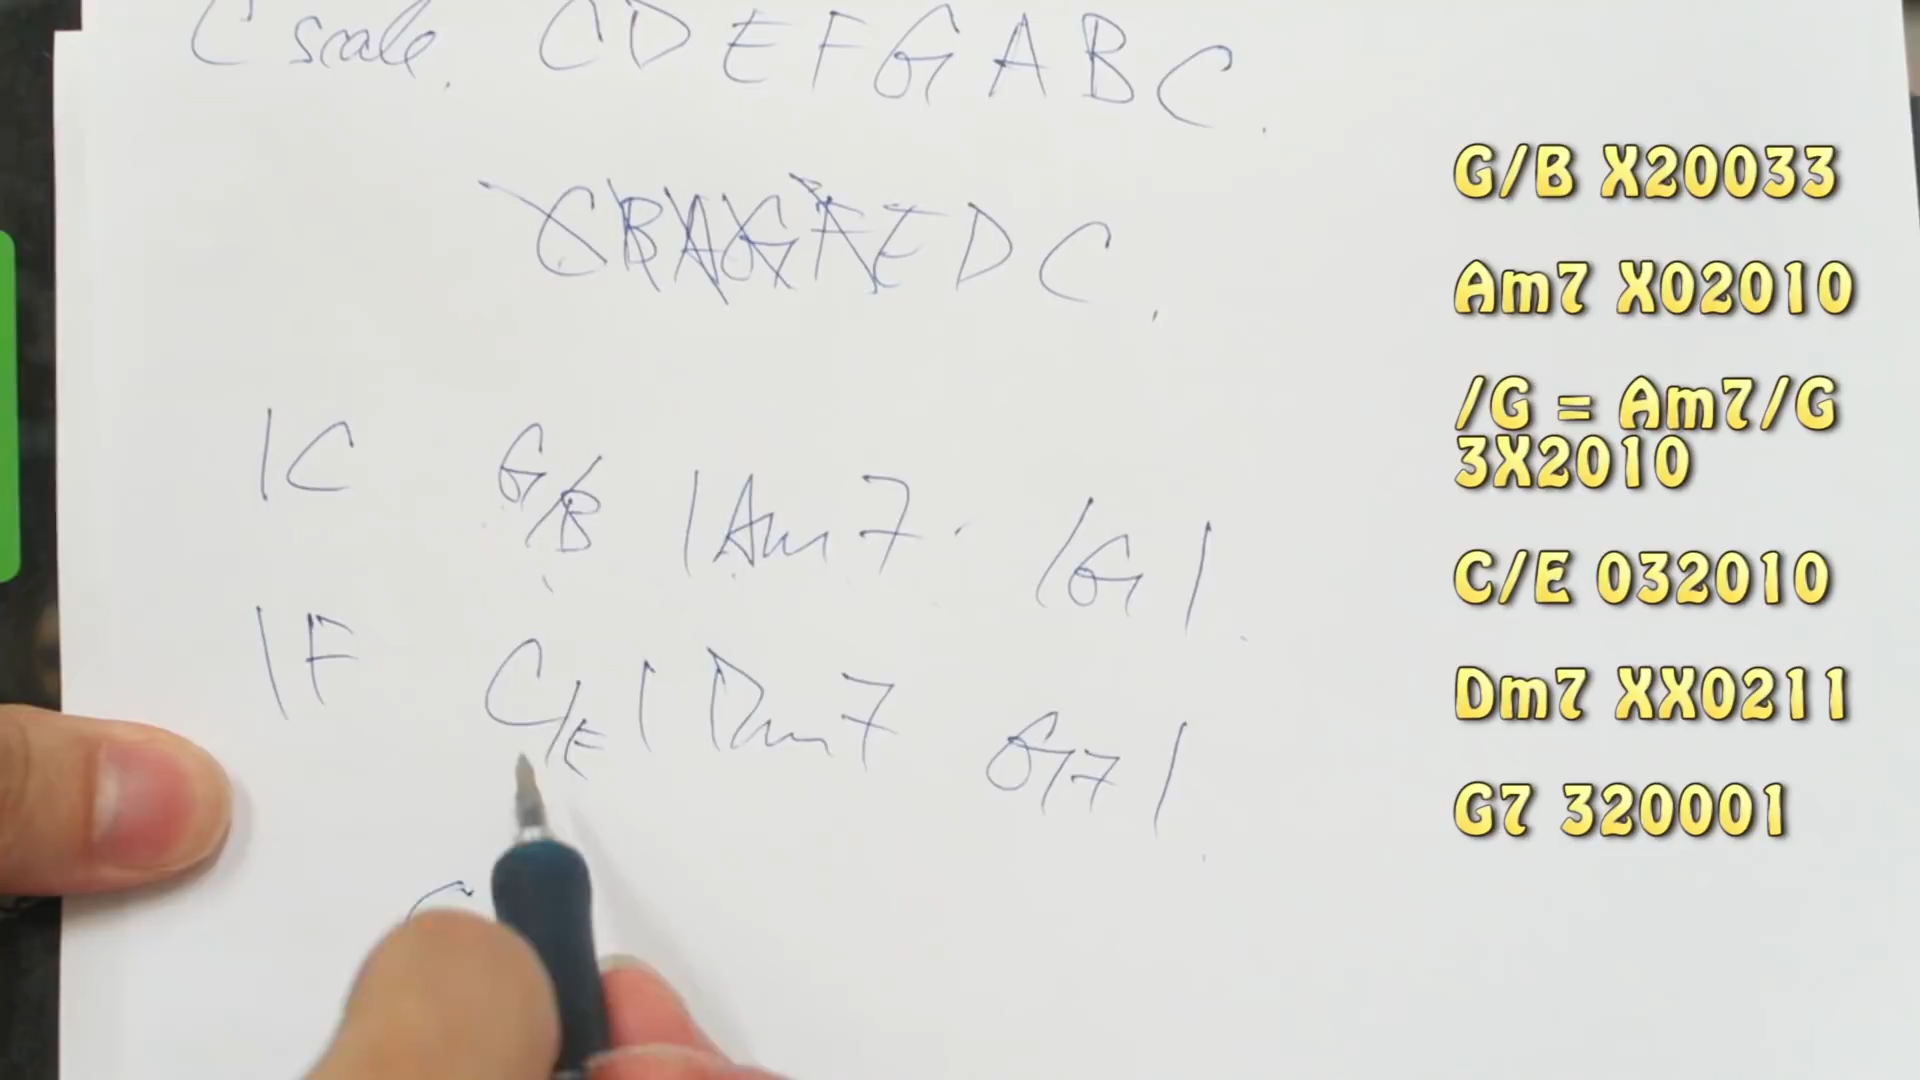 C scale. C D E F G A B C.
C B A G F E D C.
| C G/B | Am7 /G |
| F C/E | Dm7 G7 |
C
G/B X20033
Am7 X02010
/G = Am7/G
3X2010
C/E 032010
Dm7 XX0211
G7 320001